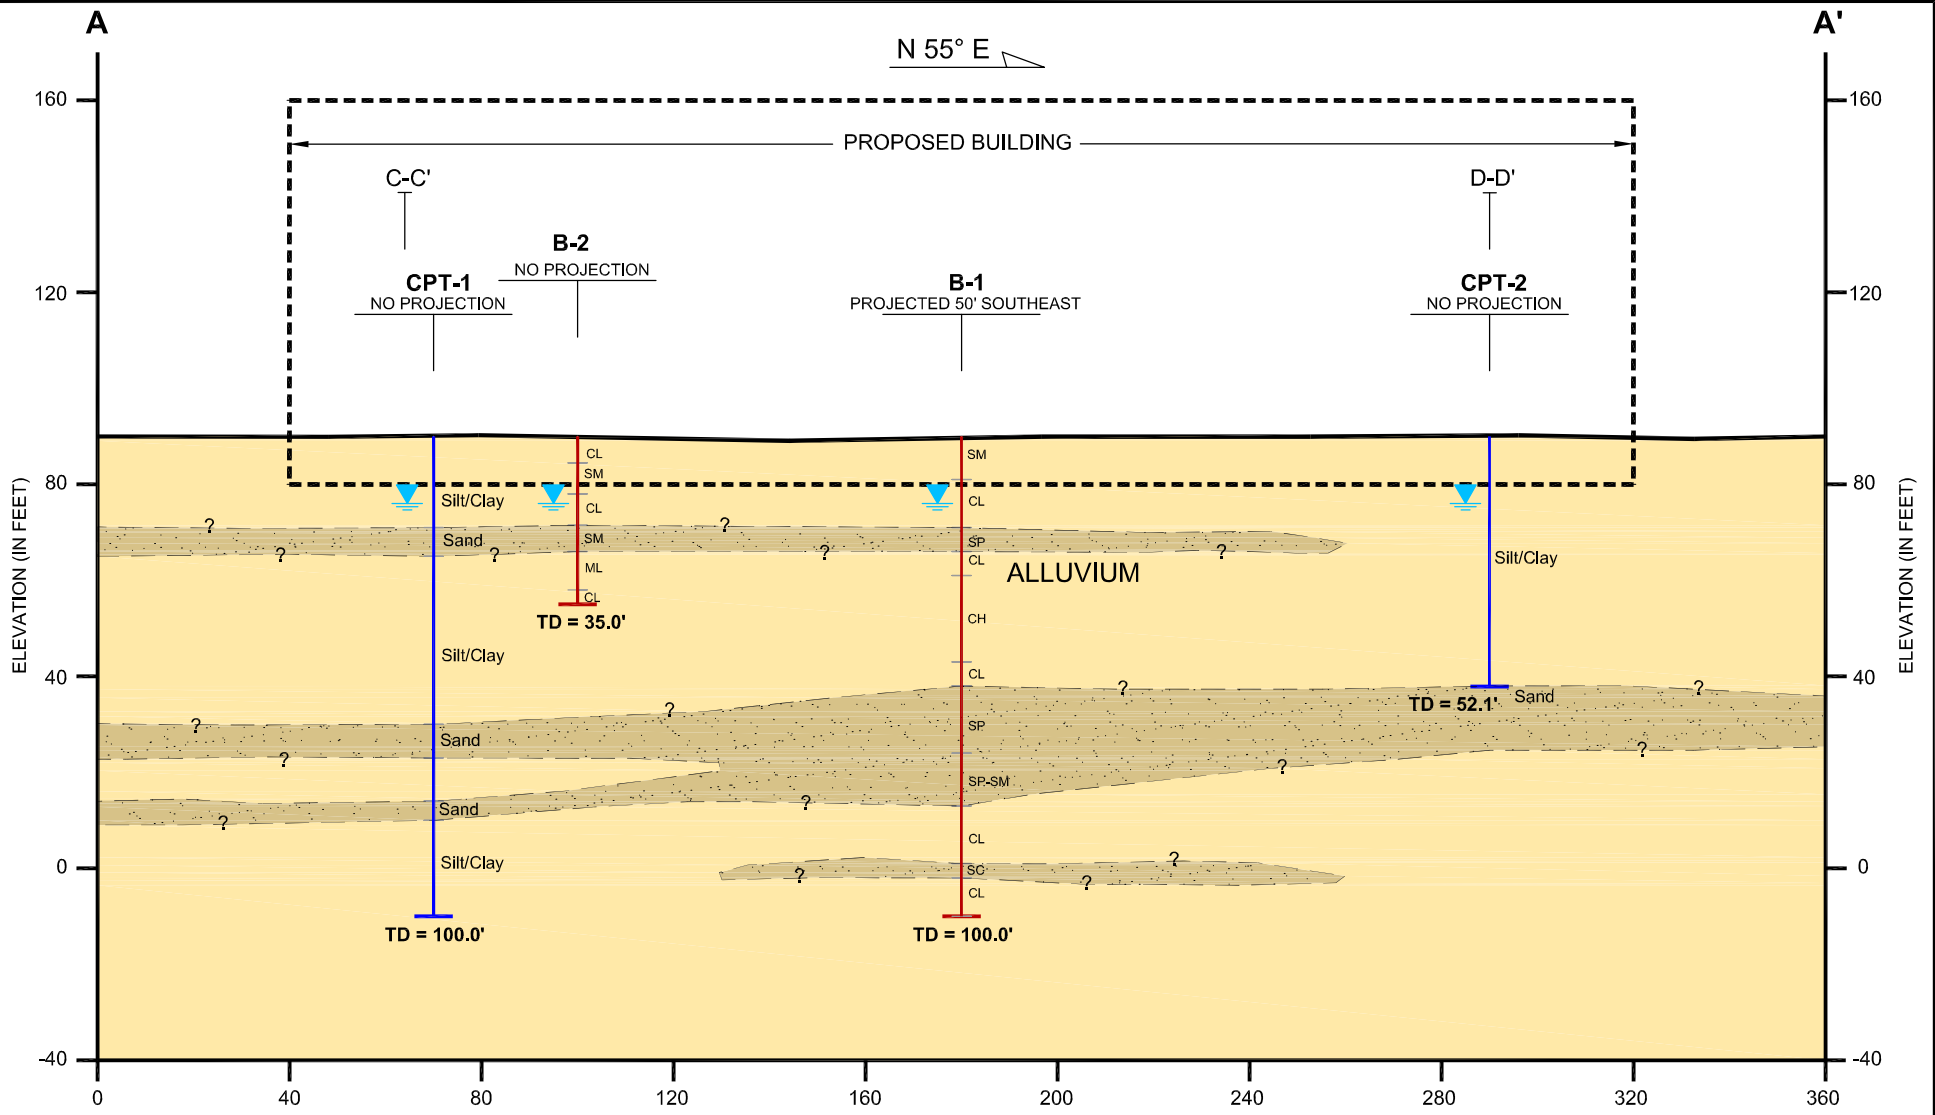 A
A'
N 55° E
160
160
PROPOSED BUILDING
C-C'
D-D'
B-2
NO PROJECTION
CPT-1
NO PROJECTION
B-1
PROJECTED 50' SOUTHEAST
CPT-2
NO PROJECTION
120
120
CL
SM
SM
80
80
Silt/Clay
CL
CL
?
?
Sand
SM
SP
?
?
?
?
CL
Silt/Clay
ML
ALLUVIUM
CL
TD = 35.0'
CH
ELEVATION (IN FEET)
ELEVATION (IN FEET)
Silt/Clay
CL
40
40
?
?
TD = 52.1'
Sand
?
?
SP
Sand
?
?
?
SP-SM
?
Sand
?
CL
Silt/Clay
?
0
0
SC
?
?
CL
TD = 100.0'
TD = 100.0'
-40
-40
0
40
80
120
160
200
240
280
320
360